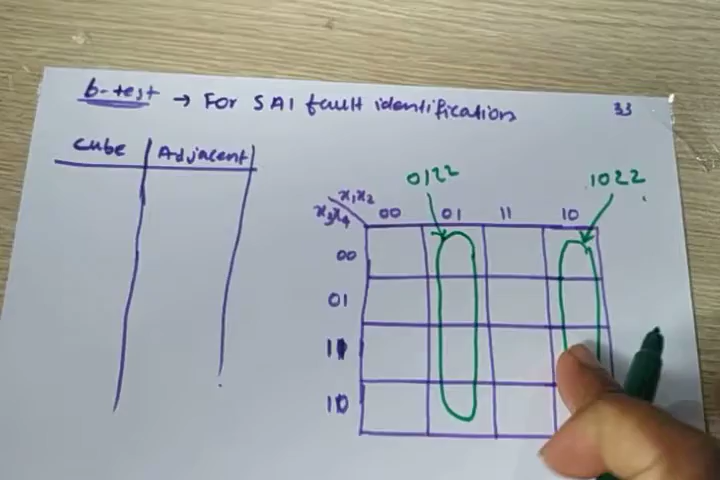 b-test → For SA1 fault identification
33
Cube Adjacent
0122 1022
x1x2
x3x4 00 01 11 10
00
01
11
10